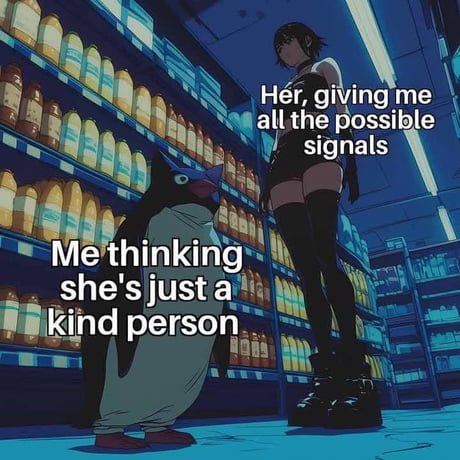 Her, giving me
all the possible
signals
Me thinking
she's just a
kind person